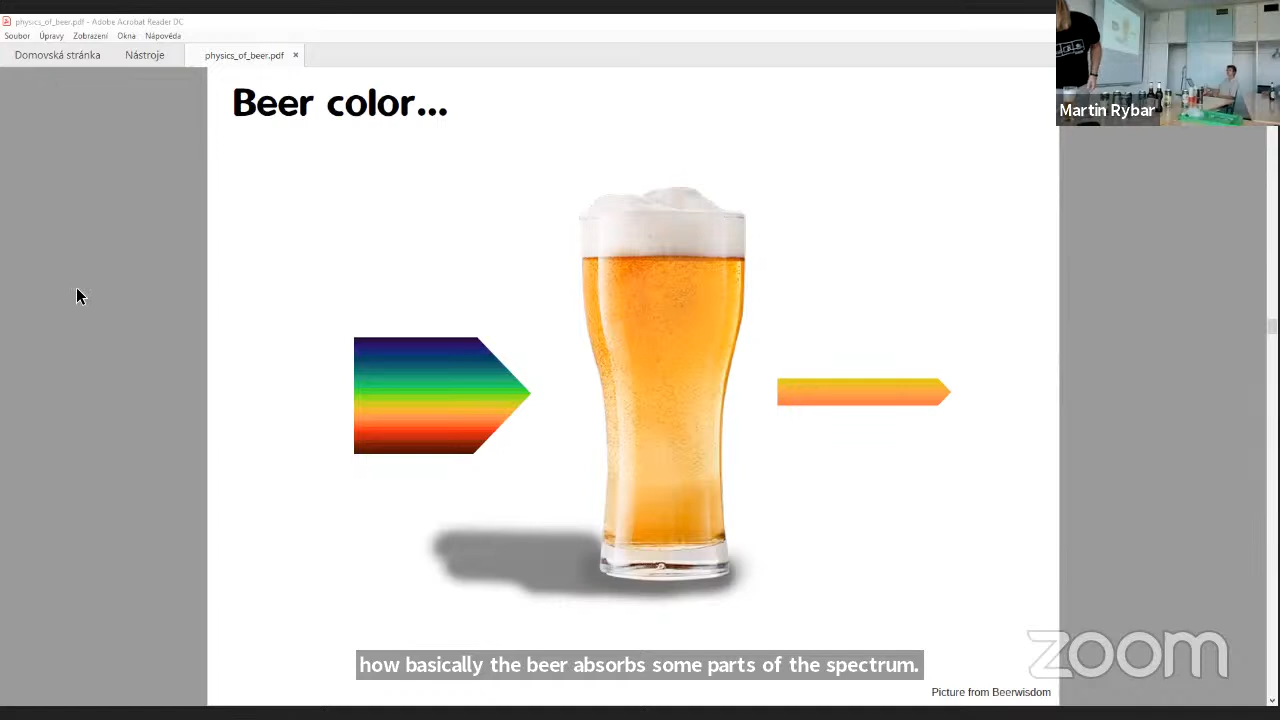 physics_of_beer.pdf - Adobe Acrobat Reader DC
Soubor Úpravy Zobrazení Okna Nápověda
Domovská stránka Nástroje physics_of_beer.pdf ×
Beer color...
Martin Rybar
how basically the beer absorbs some parts of the spectrum.
zoom
Picture from Beerwisdom